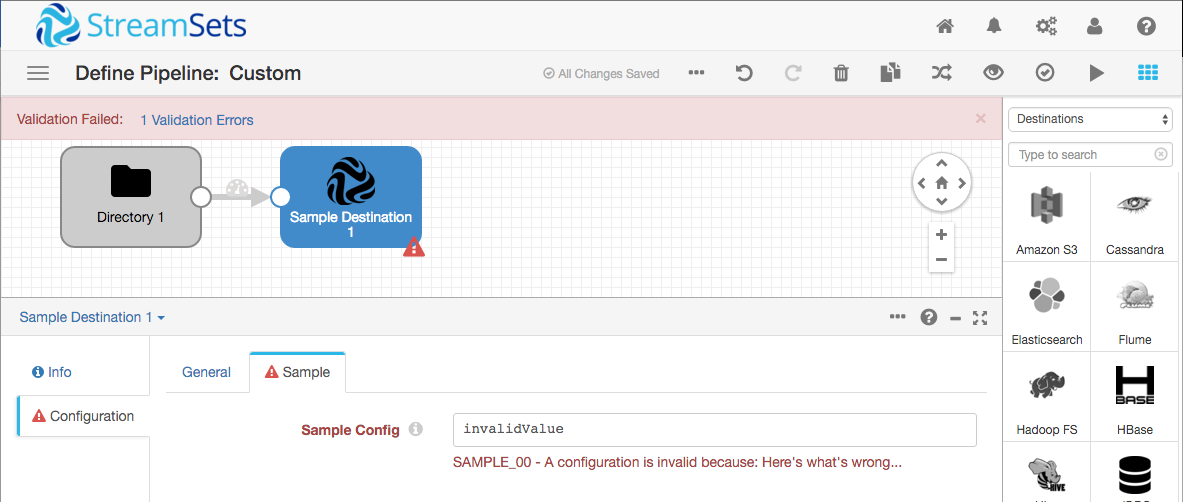 StreamSets
Define Pipeline: Custom
All Changes Saved
Validation Failed: 1 Validation Errors
Directory 1
Sample Destination
1
Destinations
Type to search
Amazon S3
Cassandra
Elasticsearch
Flume
Hadoop FS
HBASE
HBase
HIVE
Sample Destination 1
Info
Configuration
General
Sample
Sample Config
invalidValue
SAMPLE_00 - A configuration is invalid because: Here's what's wrong...